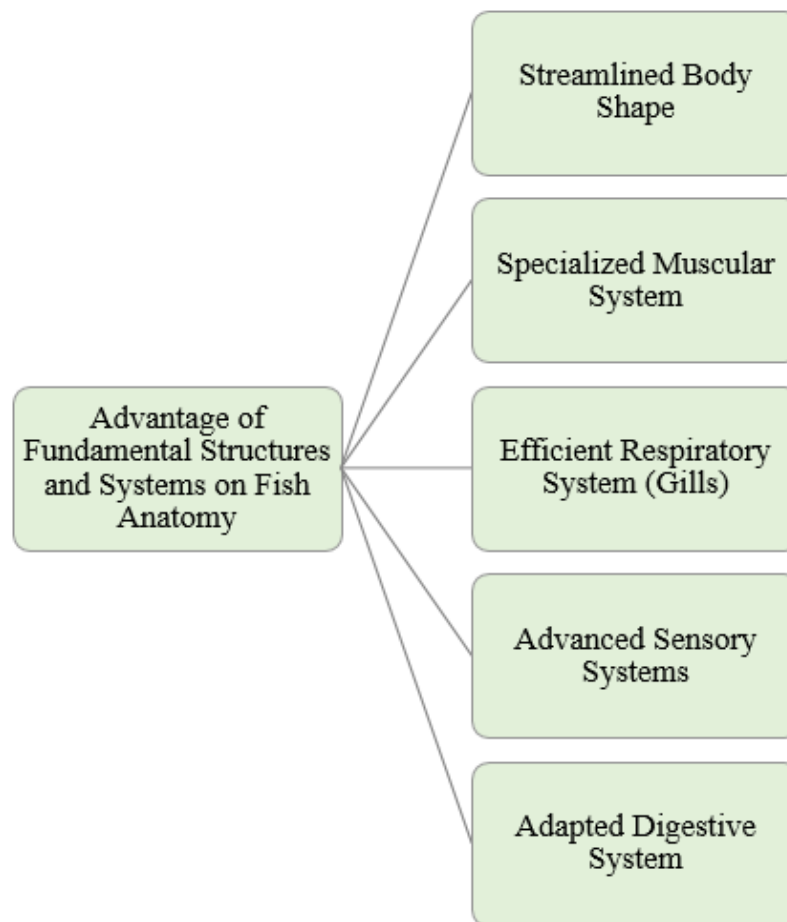 Advantage of
Fundamental Structures
and Systems on Fish
Anatomy
Streamlined Body
Shape
Specialized Muscular
System
Efficient Respiratory
System (Gills)
Advanced Sensory
Systems
Adapted Digestive
System